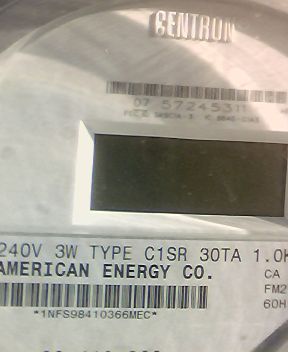 CENTRON
07 57245311
240V 3W TYPE C1SR 30TA 1.0K
AMERICAN ENERGY CO.
CA
FM2
60H
*1NFS98410366MEC*